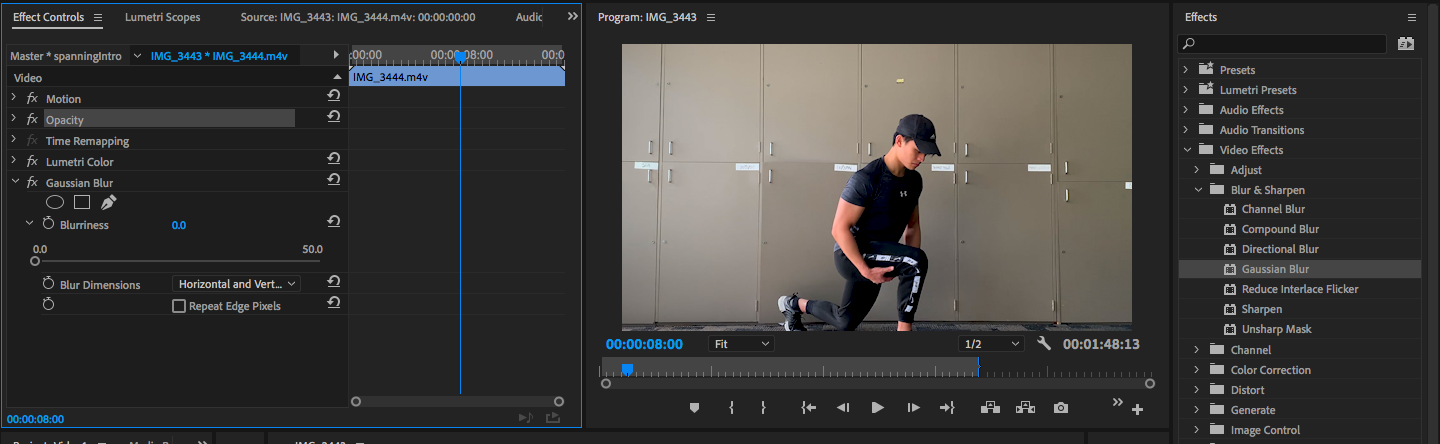 Effect Controls
Lumetri Scopes
Source: IMG_3443: IMG_3444.m4v: 00:00:00:00
Audic
Program: IMG_3443
Effects
Master * spanningIntro
IMG_3443 * IMG_3444.m4v
:00:00
00:00:08:00
00:0
Video
IMG_3444.m4v
fx Motion
fx Opacity
fx Time Remapping
fx Lumetri Color
fx Gaussian Blur
Blurriness
0.0
0.0
50.0
Blur Dimensions
Horizontal and Vert...
Repeat Edge Pixels
00:00:08:00
00:00:08:00
Fit
1/2
00:01:48:13
Presets
Lumetri Presets
Audio Effects
Audio Transitions
Video Effects
Adjust
Blur & Sharpen
Channel Blur
Compound Blur
Directional Blur
Gaussian Blur
Reduce Interlace Flicker
Sharpen
Unsharp Mask
Channel
Color Correction
Distort
Generate
Image Control
IMG_3443